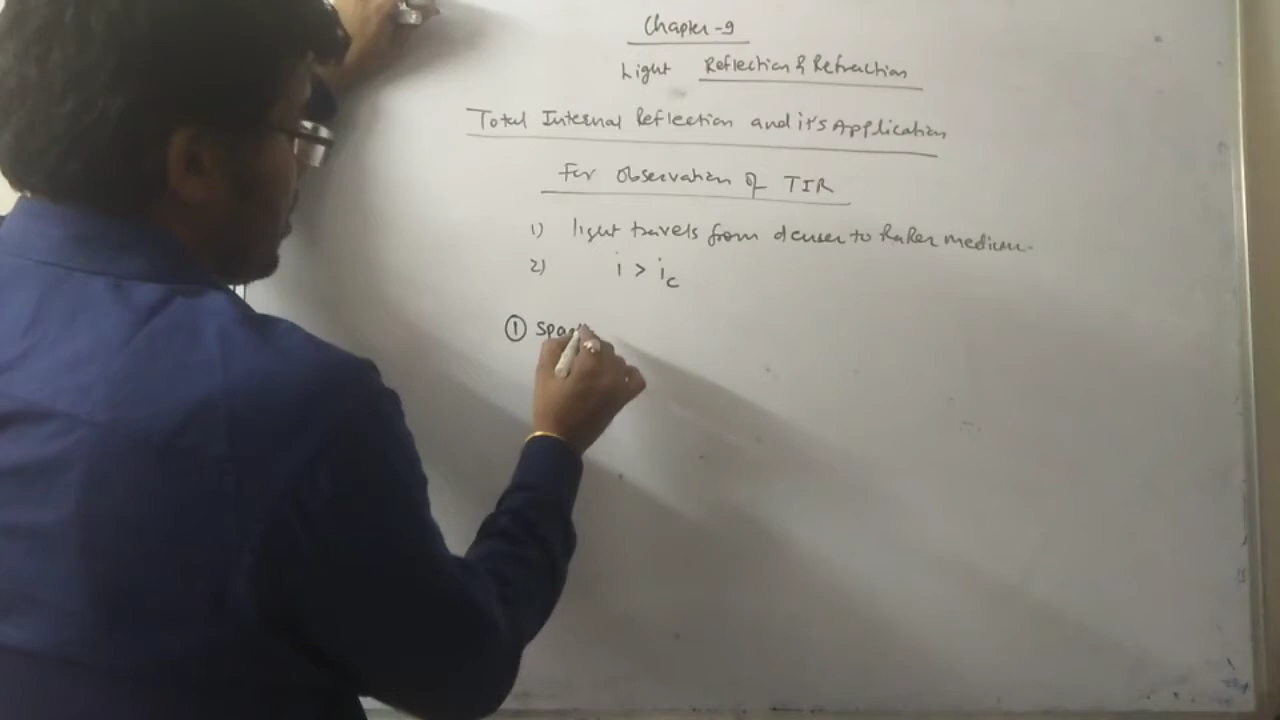 Chapter -9
Light Reflection & Refraction
Total Internal Reflection and it's Application
For Observation of TIR
1) light travels from denser to Rarer medium.
2) i > ic
① Spa